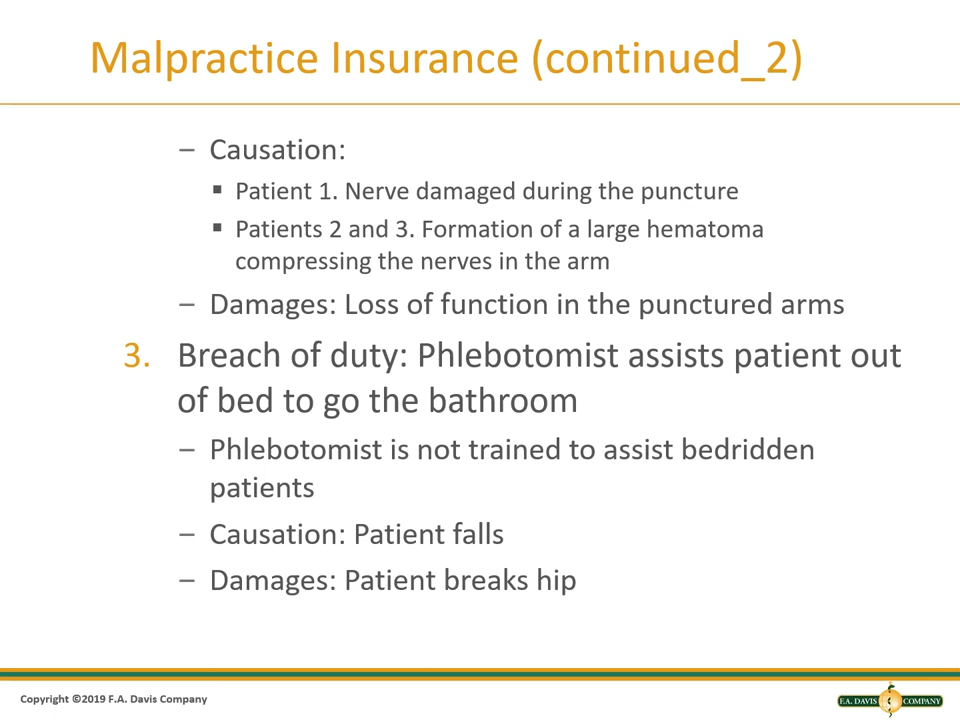 Malpractice Insurance (continued_2)
– Causation:
▪ Patient 1. Nerve damaged during the puncture
▪ Patients 2 and 3. Formation of a large hematoma
compressing the nerves in the arm
– Damages: Loss of function in the punctured arms
3. Breach of duty: Phlebotomist assists patient out
of bed to go the bathroom
– Phlebotomist is not trained to assist bedridden
patients
– Causation: Patient falls
– Damages: Patient breaks hip
Copyright ©2019 F.A. Davis Company
F.A. DAVIS COMPANY